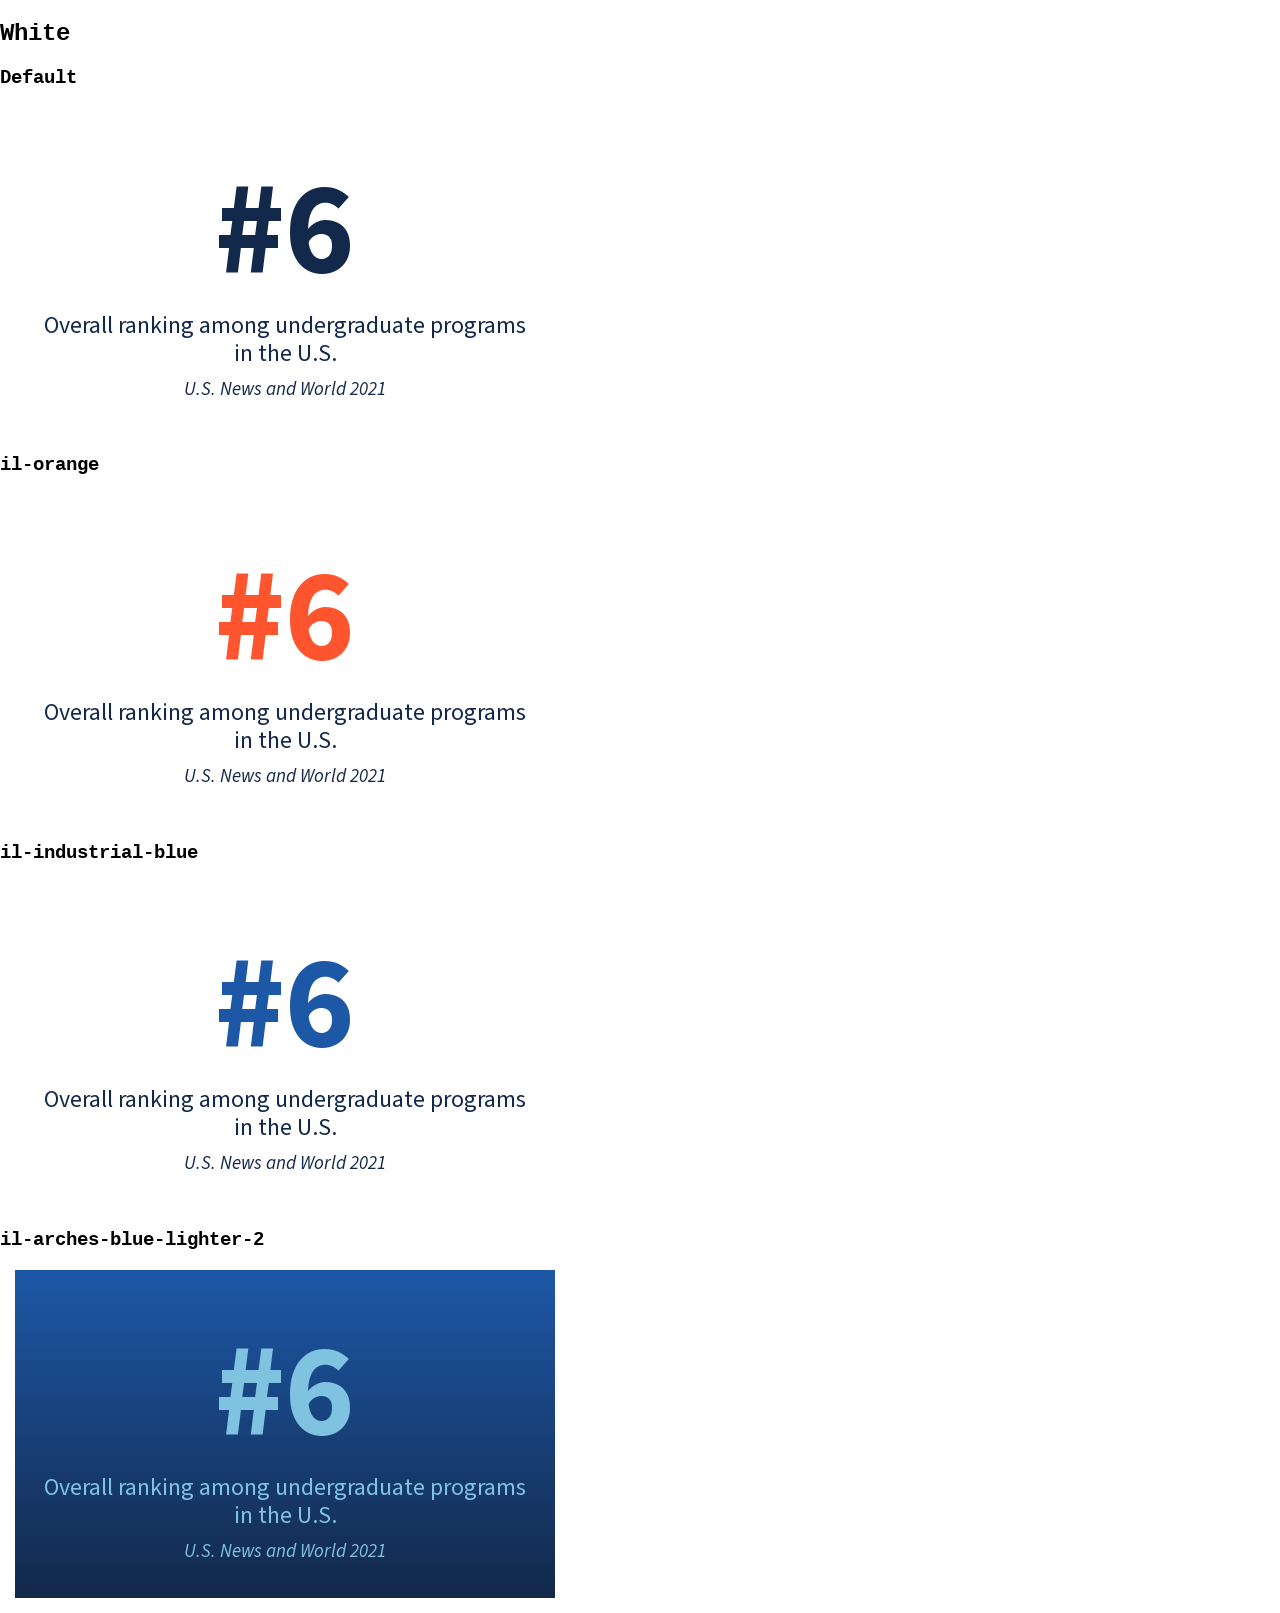 White
Default
#6
Overall ranking among undergraduate programs
in the U.S.
U.S. News and World 2021
il-orange
#6
Overall ranking among undergraduate programs
in the U.S.
U.S. News and World 2021
il-industrial-blue
#6
Overall ranking among undergraduate programs
in the U.S.
U.S. News and World 2021
il-arches-blue-lighter-2
#6
Overall ranking among undergraduate programs
in the U.S.
U.S. News and World 2021